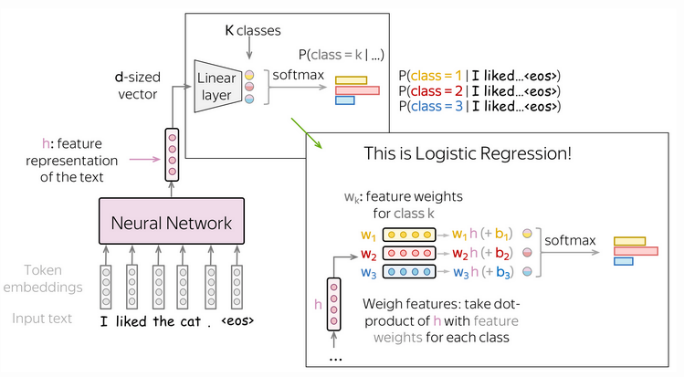 K classes
P(class = k | …)
d-sized
vector
Linear
layer
softmax
P(class = 1 | I liked…<eos>)
P(class = 2 | I liked…<eos>)
P(class = 3 | I liked…<eos>)
h: feature
representation
of the text
Neural Network
Token
embeddings
Input text
I liked the cat . <eos>
This is Logistic Regression!
wk: feature weights
for class k
w1 w1h (+ b1)
w2 w2h (+ b2)
w3 w3h (+ b3)
softmax
h
Weigh features: take dot-
product of h with feature
weights for each class
…